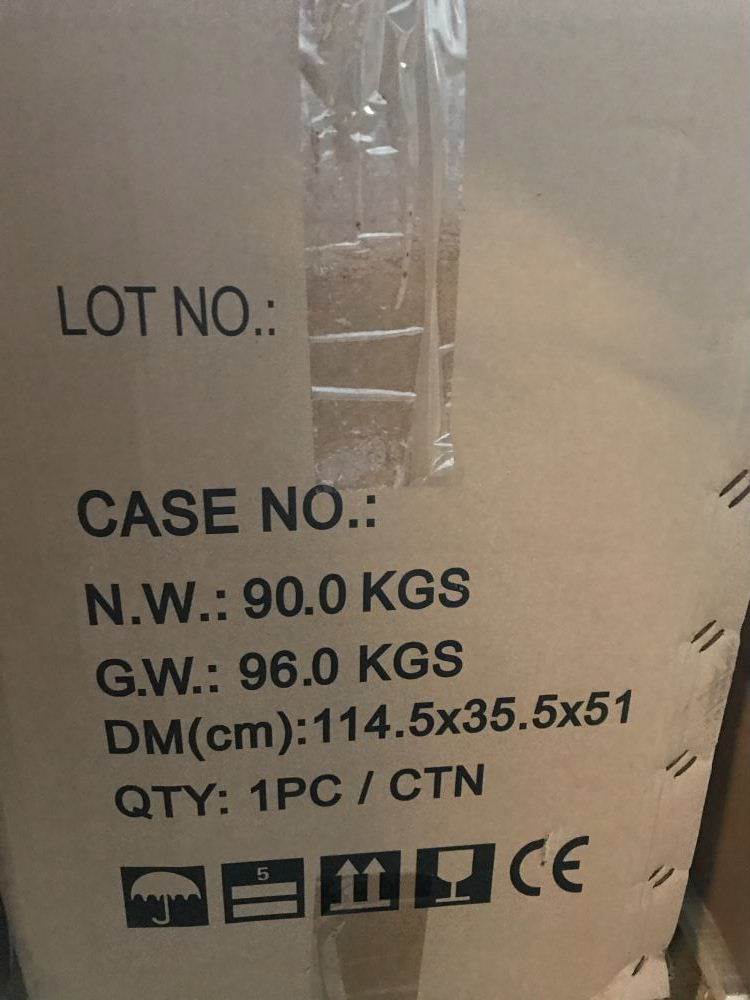 LOT NO.:
CASE NO.:
N.W.: 90.0 KGS
G.W.: 96.0 KGS
DM(cm):114.5x35.5x51
QTY: 1PC / CTN
5
CE